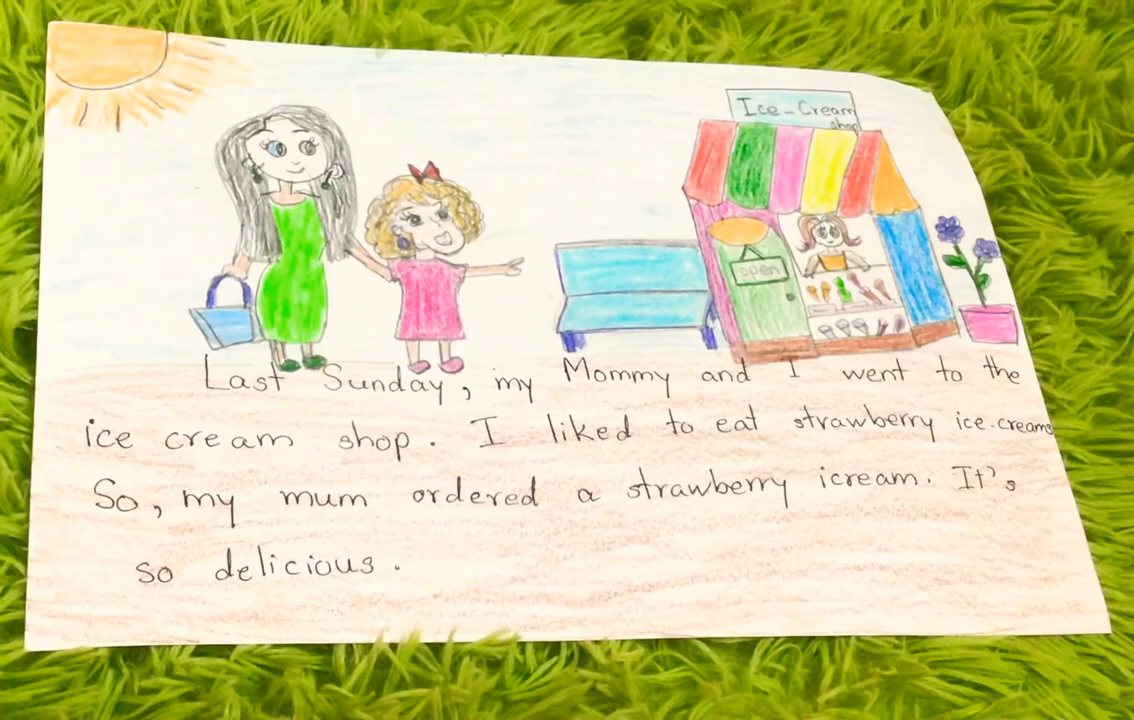 Ice-Cream
shop
open
Last Sunday, my Mommy and I went to the
ice cream shop. I liked to eat strawberry ice-creams
So, my mum ordered a strawberry icream. It's
so delicious.